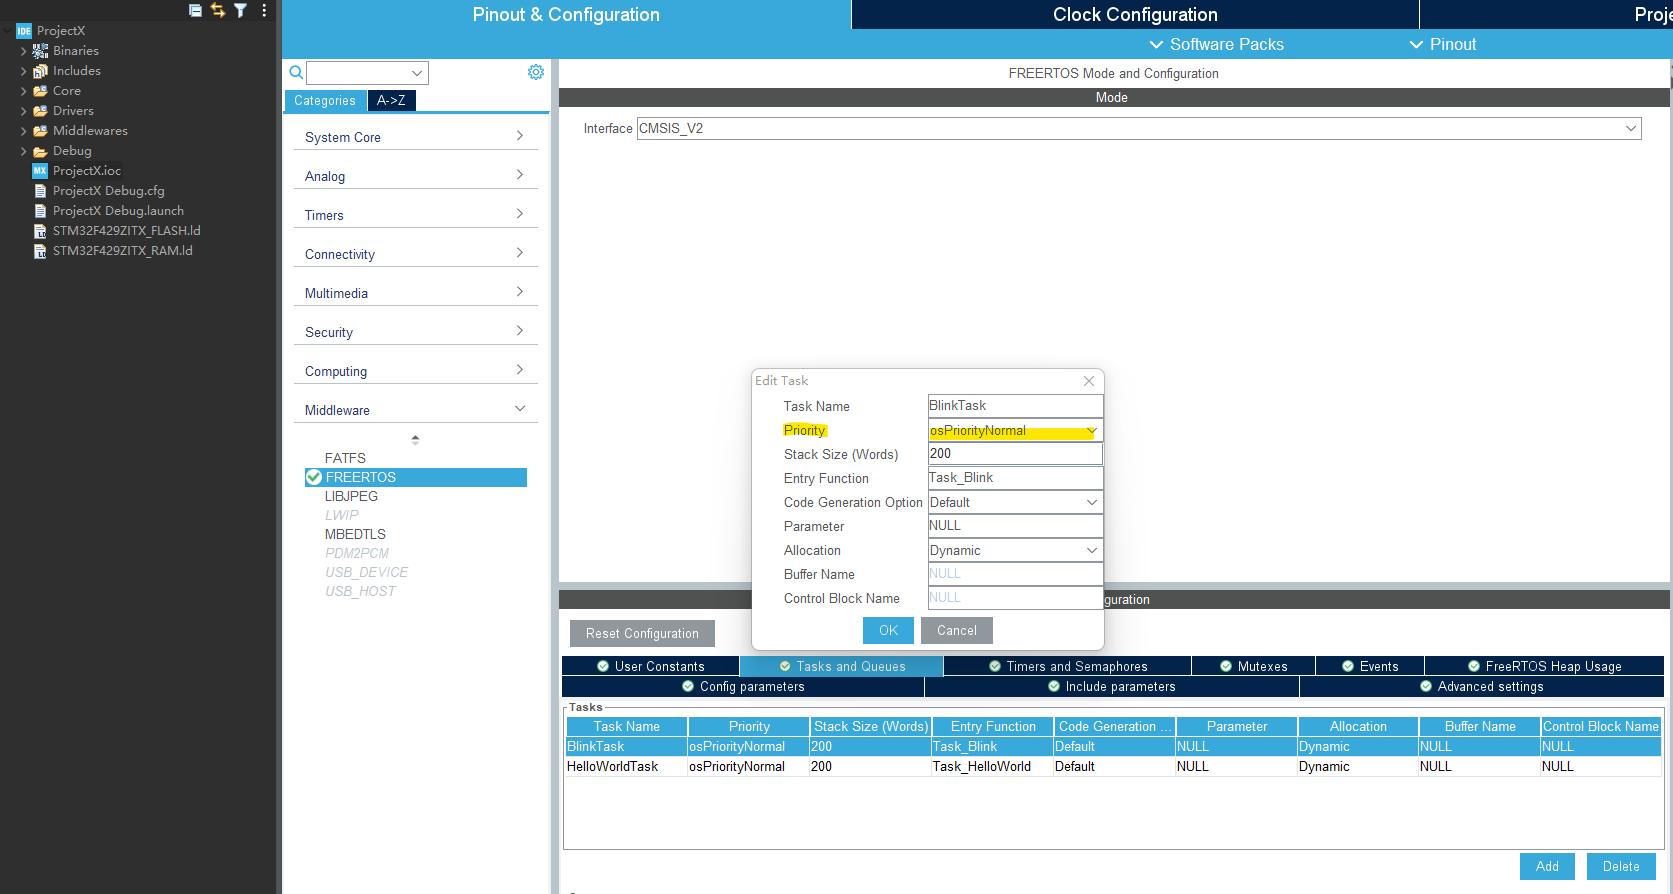 Pinout & Configuration
Clock Configuration
Proje
Software Packs
Pinout
IDE
ProjectX
Binaries
Includes
Core
Drivers
Middlewares
Debug
MX
ProjectX.ioc
ProjectX Debug.cfg
ProjectX Debug.launch
STM32F429ZITX_FLASH.ld
STM32F429ZITX_RAM.ld
Categories
A->Z
System Core
Analog
Timers
Connectivity
Multimedia
Security
Computing
Middleware
FATFS
FREERTOS
LIBJPEG
LWIP
MBEDTLS
PDM2PCM
USB_DEVICE
USB_HOST
FREERTOS Mode and Configuration
Mode
Interface CMSIS_V2
Edit Task
Task Name BlinkTask
Priority osPriorityNormal
Stack Size (Words) 200
Entry Function Task_Blink
Code Generation Option Default
Parameter NULL
Allocation Dynamic
Buffer Name NULL
Control Block Name NULL
OK Cancel
guration
Reset Configuration
User Constants Tasks and Queues Timers and Semaphores Mutexes Events FreeRTOS Heap Usage
Config parameters Include parameters Advanced settings
Tasks
Task Name Priority Stack Size (Words) Entry Function Code Generation ... Parameter Allocation Buffer Name Control Block Name
BlinkTask osPriorityNormal 200 Task_Blink Default NULL Dynamic NULL NULL
HelloWorldTask osPriorityNormal 200 Task_HelloWorld Default NULL Dynamic NULL NULL
Add Delete